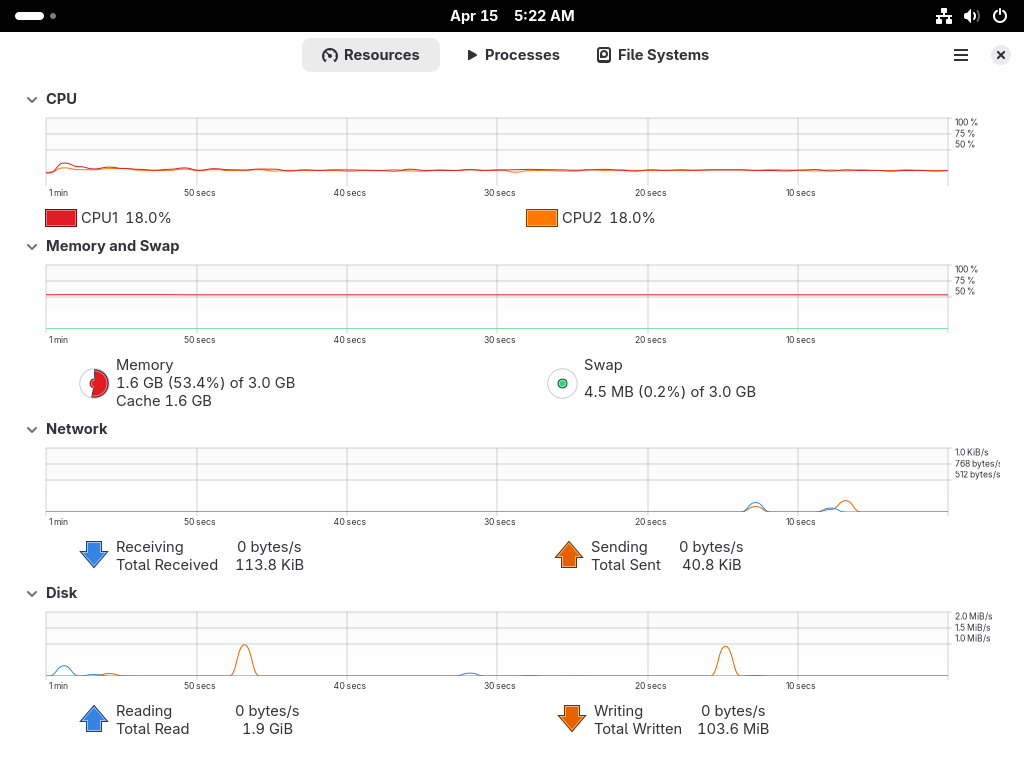 Apr 15 5:22 AM
Resources Processes File Systems
CPU
100 %
75 %
50 %
1 min 50 secs 40 secs 30 secs 20 secs 10 secs
CPU1 18.0% CPU2 18.0%
Memory and Swap
100 %
75 %
50 %
1 min 50 secs 40 secs 30 secs 20 secs 10 secs
Memory
1.6 GB (53.4%) of 3.0 GB
Cache 1.6 GB
Swap
4.5 MB (0.2%) of 3.0 GB
Network
1.0 KiB/s
768 bytes/s
512 bytes/s
1 min 50 secs 40 secs 30 secs 20 secs 10 secs
Receiving 0 bytes/s
Total Received 113.8 KiB
Sending 0 bytes/s
Total Sent 40.8 KiB
Disk
2.0 MiB/s
1.5 MiB/s
1.0 MiB/s
1 min 50 secs 40 secs 30 secs 20 secs 10 secs
Reading 0 bytes/s
Total Read 1.9 GiB
Writing 0 bytes/s
Total Written 103.6 MiB